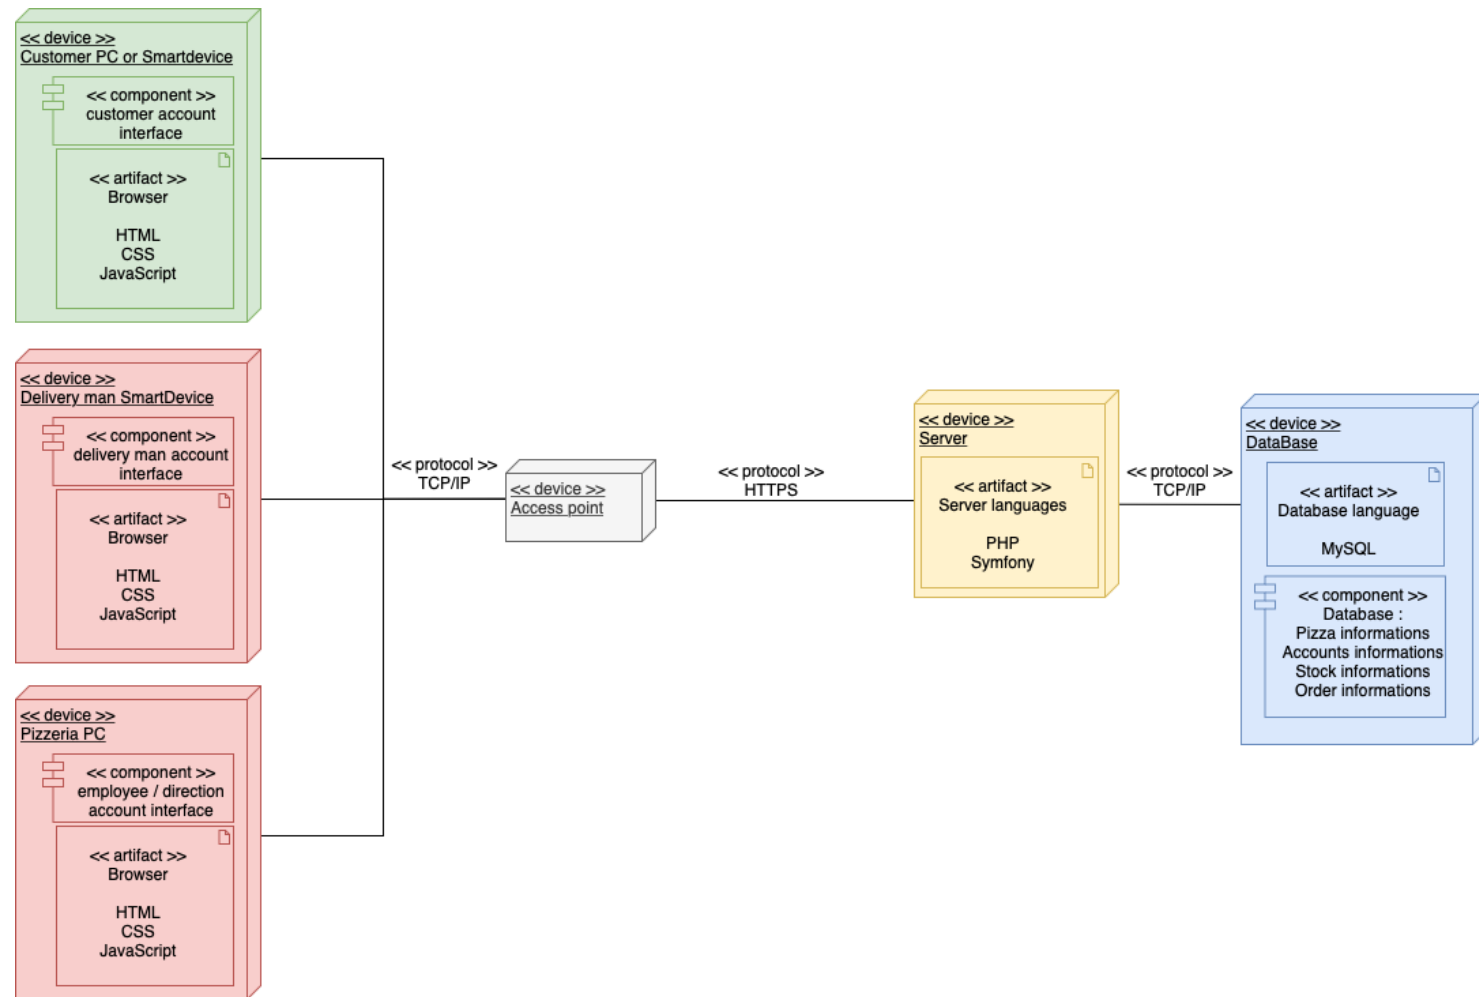 << device >>
Customer PC or Smartdevice
<< component >>
customer account
interface
<< artifact >>
Browser
HTML
CSS
JavaScript
<< device >>
Delivery man SmartDevice
<< component >>
delivery man account
interface
<< artifact >>
Browser
HTML
CSS
JavaScript
<< device >>
Pizzeria PC
<< component >>
employee / direction
account interface
<< artifact >>
Browser
HTML
CSS
JavaScript
<< protocol >>
TCP/IP
<< device >>
Access point
<< protocol >>
HTTPS
<< device >>
Server
<< artifact >>
Server languages
PHP
Symfony
<< protocol >>
TCP/IP
<< device >>
DataBase
<< artifact >>
Database language
MySQL
<< component >>
Database :
Pizza informations
Accounts informations
Stock informations
Order informations